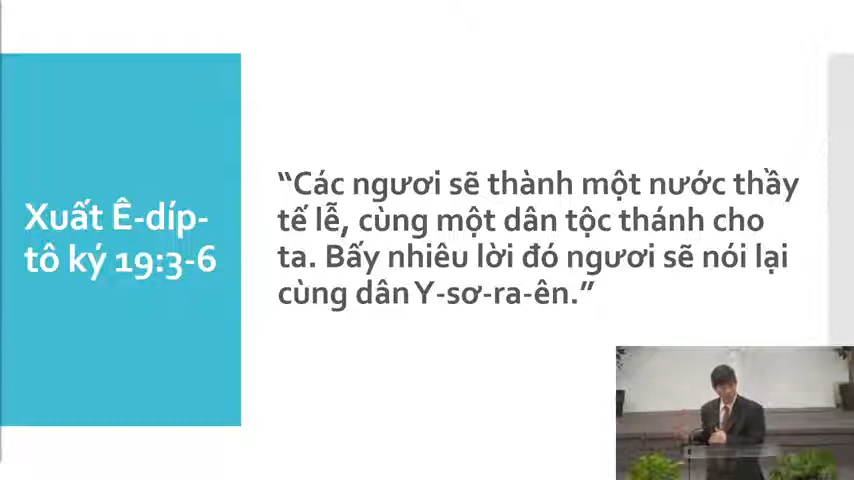 Xuất Ê-díp-
tô ký 19:3-6
“Các ngươi sẽ thành một nước thầy
tế lễ, cùng một dân tộc thánh cho
ta. Bấy nhiêu lời đó ngươi sẽ nói lại
cùng dân Y-sơ-ra-ên.”